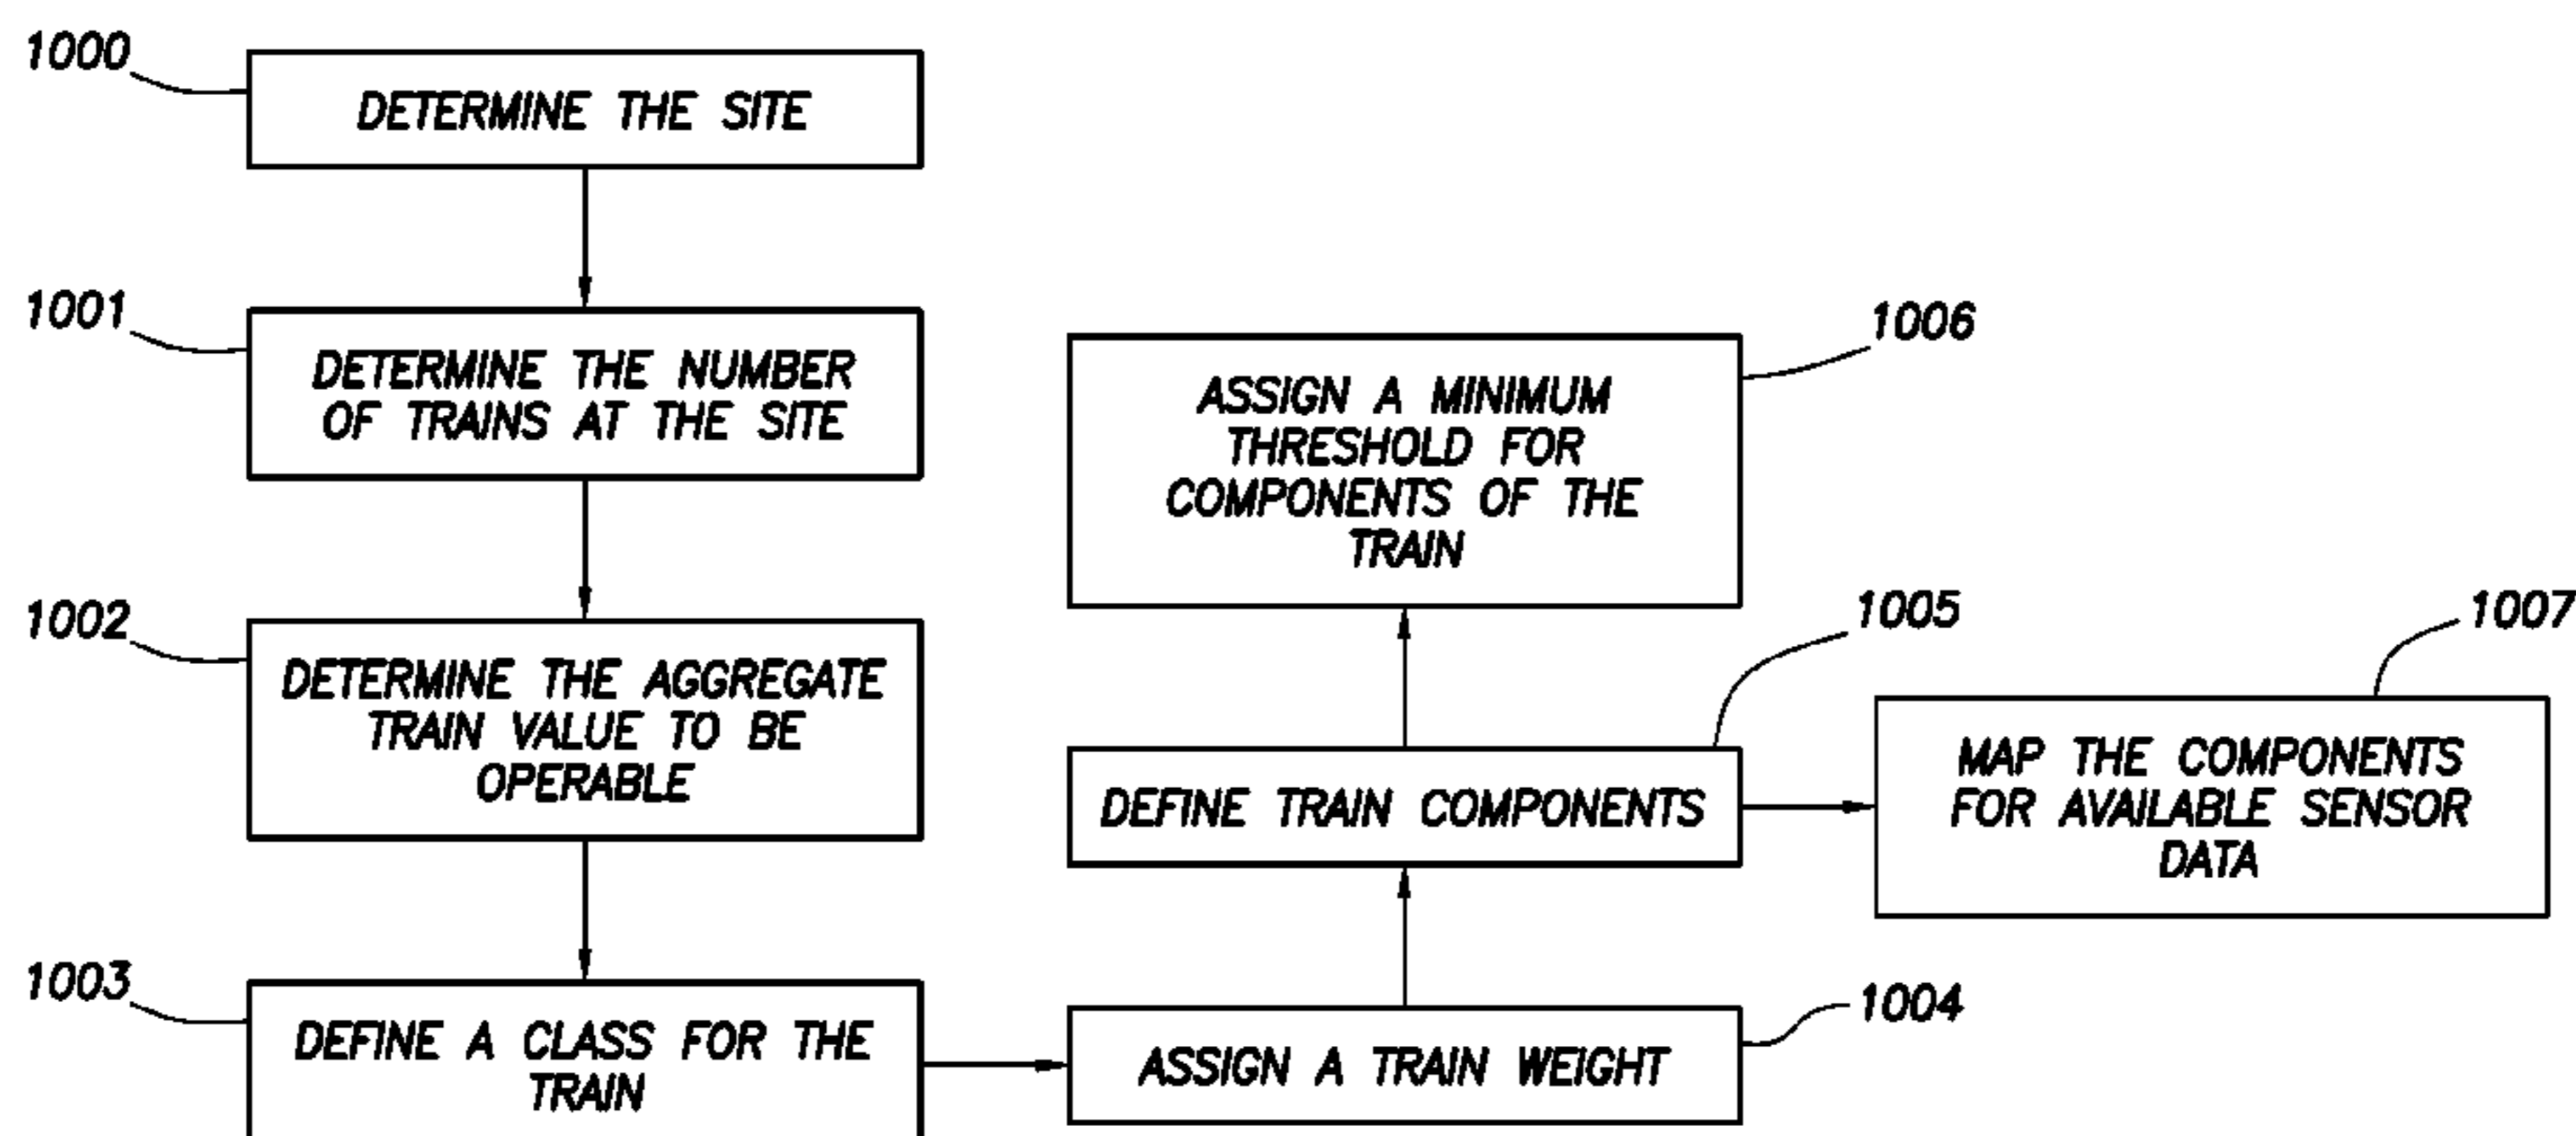 1000
DETERMINE THE SITE
1001
DETERMINE THE NUMBER
OF TRAINS AT THE SITE
1002
DETERMINE THE AGGREGATE
TRAIN VALUE TO BE
OPERABLE
1003
DEFINE A CLASS FOR THE
TRAIN
1004
ASSIGN A TRAIN WEIGHT
1005
DEFINE TRAIN COMPONENTS
1006
ASSIGN A MINIMUM
THRESHOLD FOR
COMPONENTS OF THE
TRAIN
1007
MAP THE COMPONENTS
FOR AVAILABLE SENSOR
DATA